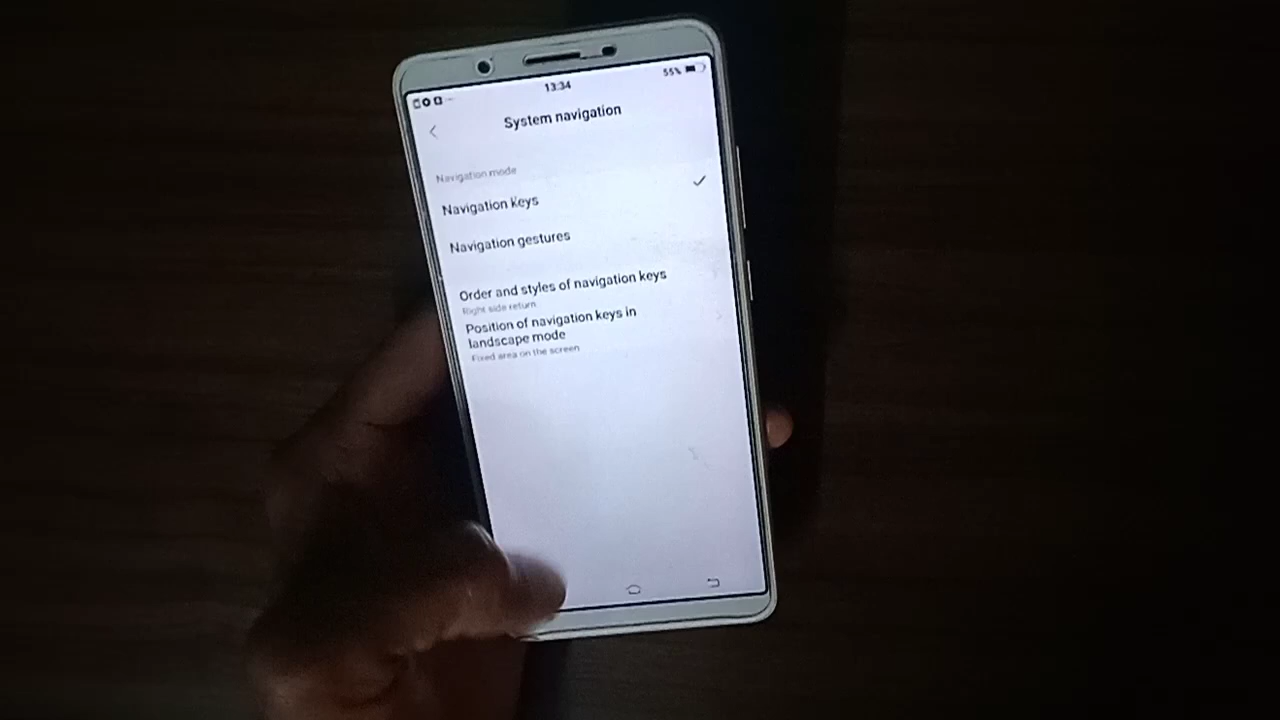 13:34
55%
System navigation
Navigation mode
Navigation keys
Navigation gestures
Order and styles of navigation keys
Right side return
Position of navigation keys in
landscape mode
Fixed area on the screen